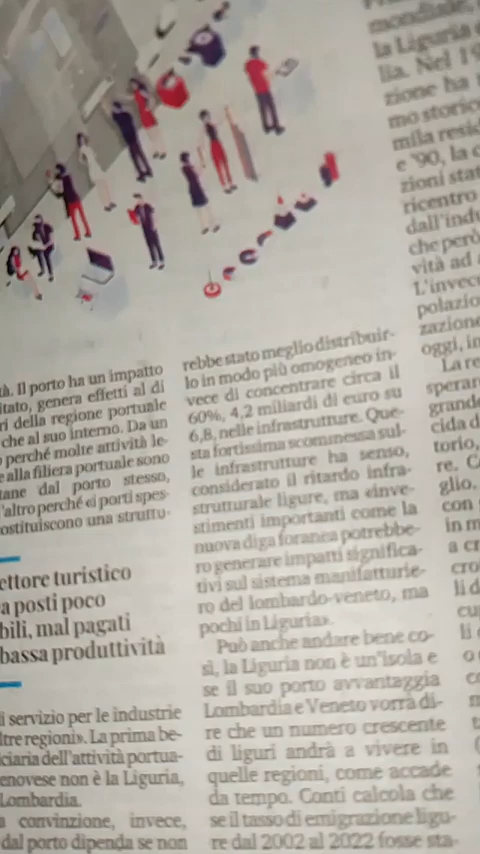 tà. Il porto ha un impatto
itato, genera effetti al di
ri della regione portuale
che al suo interno. Da un
perché molte attività le-
e alla filiera portuale sono
tane dal porto stesso,
l'altro perché «i porti spes-
ostituiscono una struttu-
ettore turistico
a posti poco
bili, mal pagati
bassa produttività
di servizio per le industrie
ltre regioni». La prima be-
iciaria dell'attività portua-
enovese non è la Liguria,
Lombardia.
a convinzione, invece,
dal porto dipenda se non
rebbe stato meglio distribuir-
lo in modo più omogeneo in-
vece di concentrare circa il
60%, 4,2 miliardi di euro su
6,8, nelle infrastrutture. Que-
sta fortissima scommessa sul-
le infrastrutture ha senso,
considerato il ritardo infra-
strutturale ligure, ma «inve-
stimenti importanti come la
nuova diga foranea potrebbe-
ro generare impatti significa-
tivi sul sistema manifatturie-
ro del lombardo-veneto, ma
pochi in Liguria».
Può anche andare bene co-
sì, la Liguria non è un'isola e
se il suo porto avvantaggia
Lombardia e Veneto vorrà di-
re che un numero crescente
di liguri andrà a vivere in
quelle regioni, come accade
da tempo. Conti calcola che
se il tasso di emigrazione ligu-
re dal 2002 al 2022 fosse sta-
mondiale,
la Liguria
lia. Nel 19
zione ha
mo storic
mila resid
e '90, la c
zioni stat
ricentro
dall'indu
che però
vità ad
L'invec
polazio
zazione
oggi, in
La re
sperar
grande
cida d
torio,
re. C
glio.
con
in m
a cr
cro
li d
cu
li